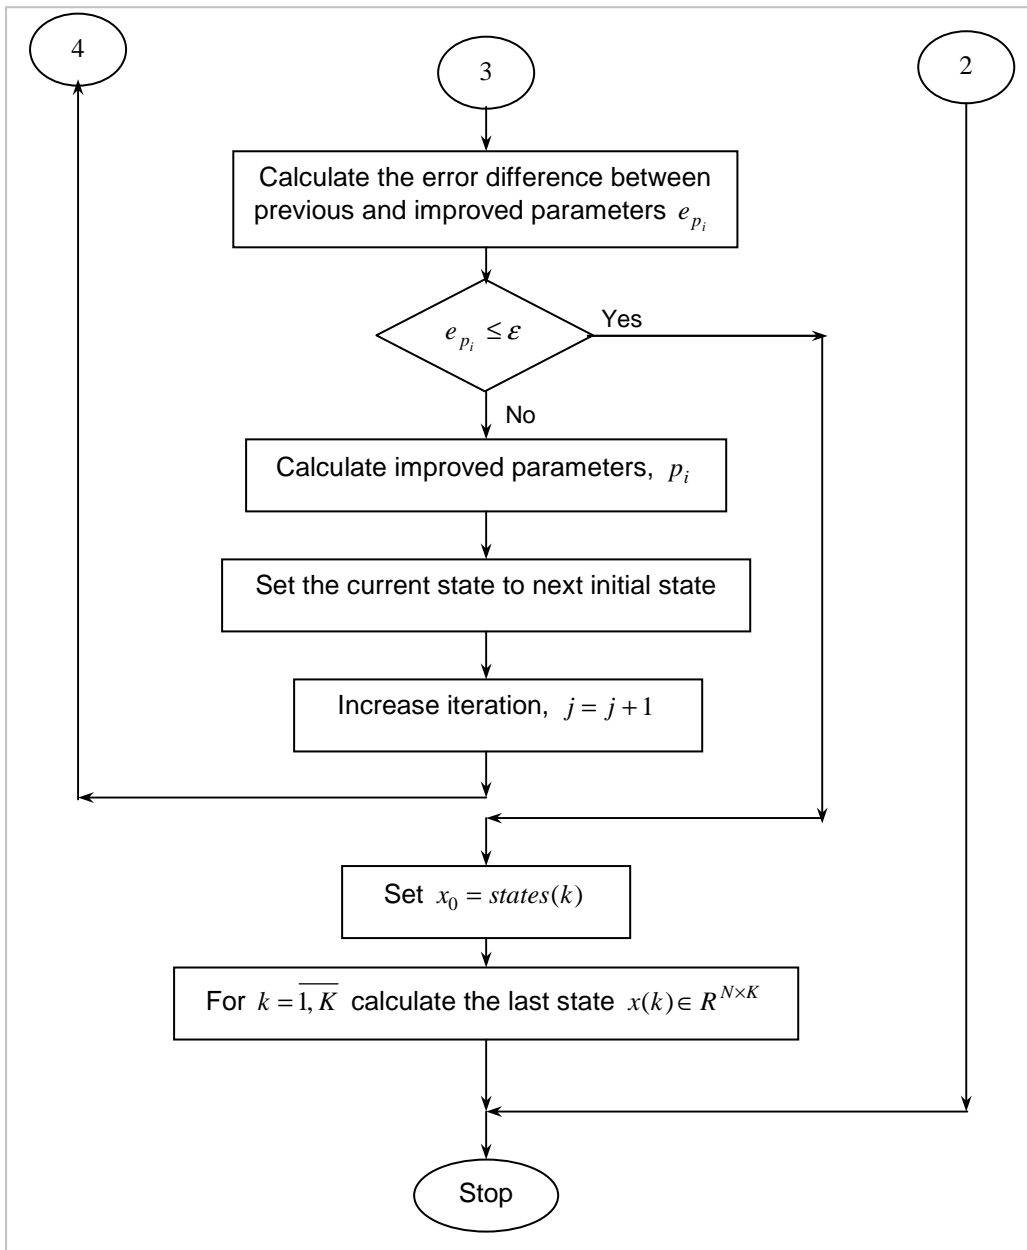 4
3
2
Calculate the error difference between
previous and improved parameters e_{p_i}
e_{p_i} ≤ ε
Yes
No
Calculate improved parameters, p_i
Set the current state to next initial state
Increase iteration, j = j + 1
Set x_0 = states(k)
For k = \overline{1, K} calculate the last state x(k) ∈ R^{N×K}
Stop